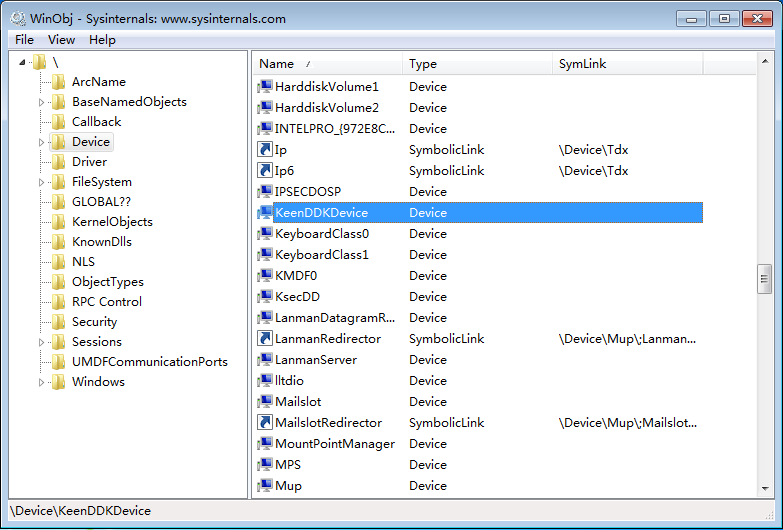 WinObj - Sysinternals: www.sysinternals.com
File View Help
\
ArcName
BaseNamedObjects
Callback
Device
Driver
FileSystem
GLOBAL??
KernelObjects
KnownDlls
NLS
ObjectTypes
RPC Control
Security
Sessions
UMDFCommunicationPorts
Windows
Name Type SymLink
HarddiskVolume1 Device
HarddiskVolume2 Device
INTELPRO_{972E8C... Device
Ip SymbolicLink \Device\Tdx
Ip6 SymbolicLink \Device\Tdx
IPSECDOSP Device
KeenDDKDevice Device
KeyboardClass0 Device
KeyboardClass1 Device
KMDF0 Device
KsecDD Device
LanmanDatagramR... Device
LanmanRedirector SymbolicLink \Device\Mup\;Lanman...
LanmanServer Device
lltdio Device
Mailslot Device
MailslotRedirector SymbolicLink \Device\Mup\;Mailslot...
MountPointManager Device
MPS Device
Mup Device
\Device\KeenDDKDevice